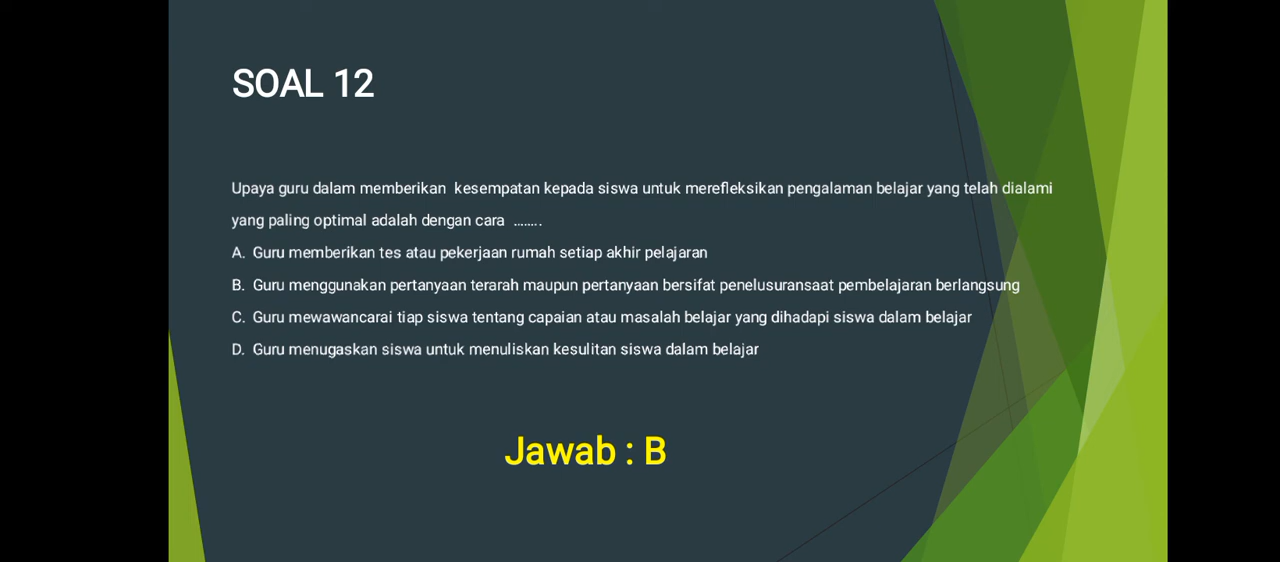 SOAL 12
Upaya guru dalam memberikan kesempatan kepada siswa untuk merefleksikan pengalaman belajar yang telah dialami
yang paling optimal adalah dengan cara ........
A. Guru memberikan tes atau pekerjaan rumah setiap akhir pelajaran
B. Guru menggunakan pertanyaan terarah maupun pertanyaan bersifat penelusuransaat pembelajaran berlangsung
C. Guru mewawancarai tiap siswa tentang capaian atau masalah belajar yang dihadapi siswa dalam belajar
D. Guru menugaskan siswa untuk menuliskan kesulitan siswa dalam belajar
Jawab : B